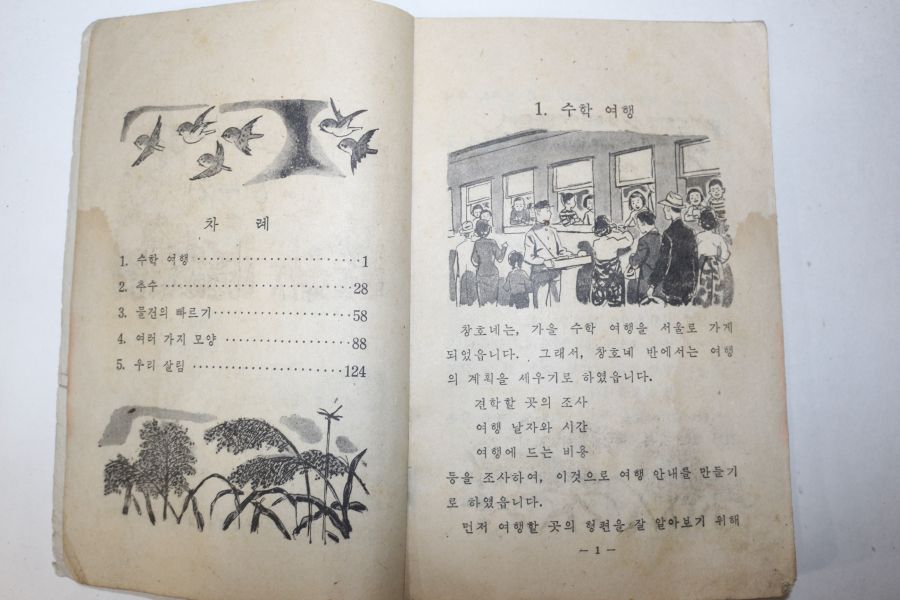 차 례
1. 수학 여행 ························1
2. 추수 ·····························28
3. 물건의 빠르기 ·····················58
4. 여러 가지 모양 ···················88
5. 우리 살림 ······················124
1. 수학 여행
창호네는, 가을 수학 여행을 서울로 가게
되었읍니다. 그래서, 창호네 반에서는 여행
의 계획을 세우기로 하였읍니다.
견학할 곳의 조사
여행 날자와 시간
여행에 드는 비용
등을 조사하여, 이것으로 여행 안내를 만들기
로 하였읍니다.
먼저 여행할 곳의 형편을 잘 알아보기 위해
— 1 —